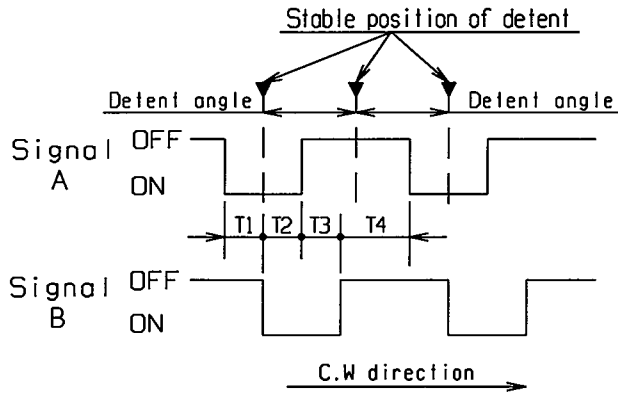 Stable position of detent
Detent angle Detent angle
Signal A OFF
ON
T1 T2 T3 T4
Signal B OFF
ON
C.W direction